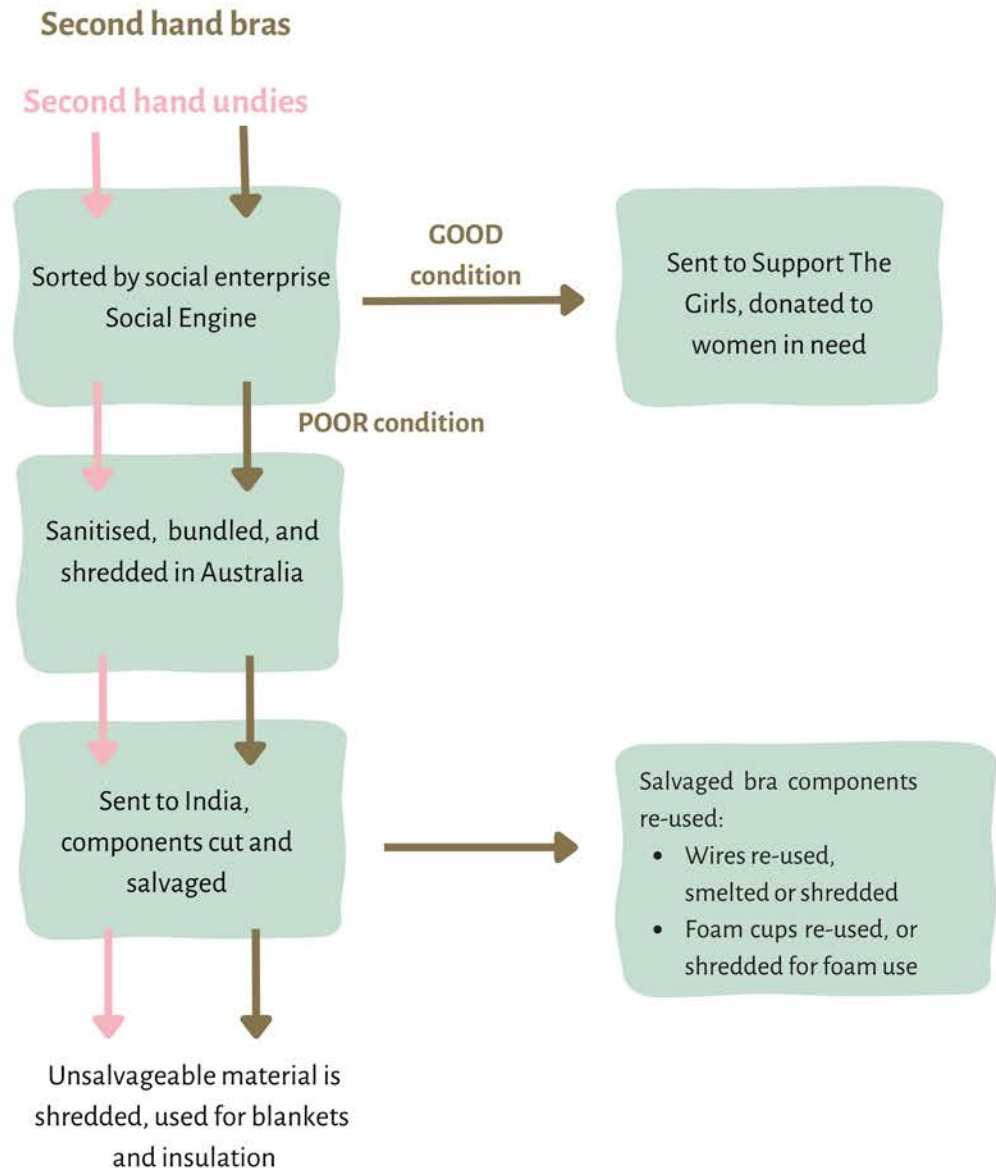 Second hand bras
Second hand undies
Sorted by social enterprise
Social Engine
GOOD
condition
Sent to Support The
Girls, donated to
women in need
POOR condition
Sanitised, bundled, and
shredded in Australia
Sent to India,
components cut and
salvaged
Salvaged bra components
re-used:
• Wires re-used,
smelted or shredded
• Foam cups re-used, or
shredded for foam use
Unsalvageable material is
shredded, used for blankets
and insulation